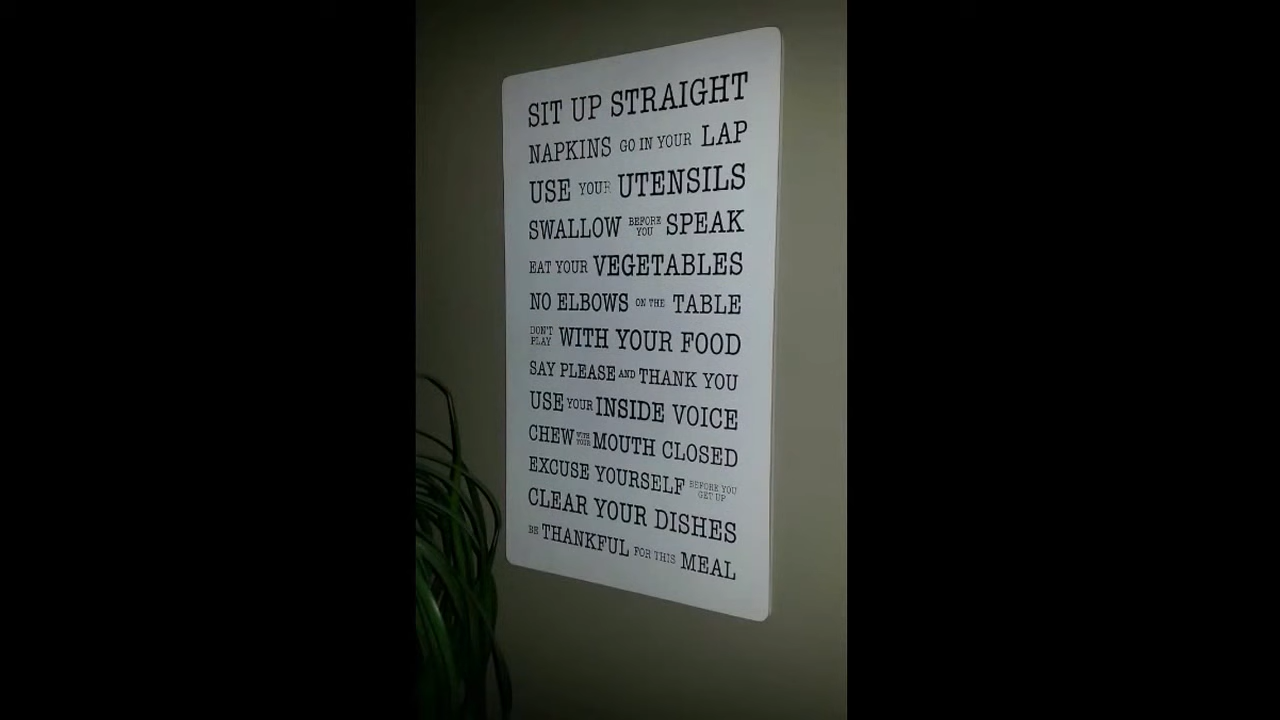 SIT UP STRAIGHT
NAPKINS GO IN YOUR LAP
USE YOUR UTENSILS
SWALLOW BEFORE YOU SPEAK
EAT YOUR VEGETABLES
NO ELBOWS ON THE TABLE
DON'T PLAY WITH YOUR FOOD
SAY PLEASE AND THANK YOU
USE YOUR INSIDE VOICE
CHEW WITH YOUR MOUTH CLOSED
EXCUSE YOURSELF BEFORE YOU GET UP
CLEAR YOUR DISHES
BE THANKFUL FOR THIS MEAL